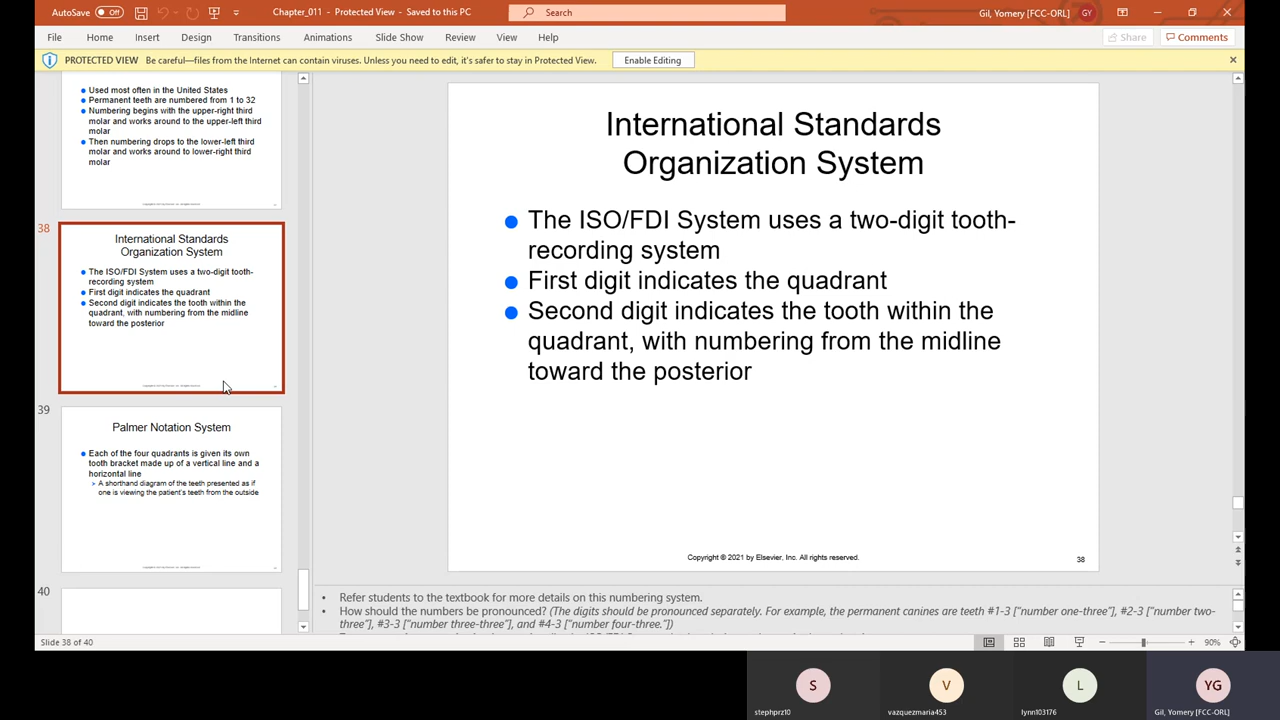 AutoSave Off
Chapter_011 - Protected View - Saved to this PC
Search
Gil, Yomery [FCC-ORL] GY
File Home Insert Design Transitions Animations Slide Show Review View Help
Share Comments
PROTECTED VIEW Be careful—files from the Internet can contain viruses. Unless you need to edit, it's safer to stay in Protected View. Enable Editing
Used most often in the United States
Permanent teeth are numbered from 1 to 32
Numbering begins with the upper-right third
molar and works around to the upper-left third
molar
Then numbering drops to the lower-left third
molar and works around to lower-right third
molar
38
International Standards
Organization System
The ISO/FDI System uses a two-digit tooth-
recording system
First digit indicates the quadrant
Second digit indicates the tooth within the
quadrant, with numbering from the midline
toward the posterior
39
Palmer Notation System
Each of the four quadrants is given its own
tooth bracket made up of a vertical line and a
horizontal line
A shorthand diagram of the teeth presented as if
one is viewing the patient's teeth from the outside
40
International Standards
Organization System
The ISO/FDI System uses a two-digit tooth-
recording system
First digit indicates the quadrant
Second digit indicates the tooth within the
quadrant, with numbering from the midline
toward the posterior
Copyright © 2021 by Elsevier, Inc. All rights reserved.
38
• Refer students to the textbook for more details on this numbering system.
• How should the numbers be pronounced? (The digits should be pronounced separately. For example, the permanent canines are teeth #1-3 ["number one-three"], #2-3 ["number two-
three"], #3-3 ["number three-three"], and #4-3 ["number four-three."])
Slide 38 of 40
90%
S
V
L
YG
stephprz10
vazquezmaria453
lynn103176
Gil, Yomery [FCC-ORL]